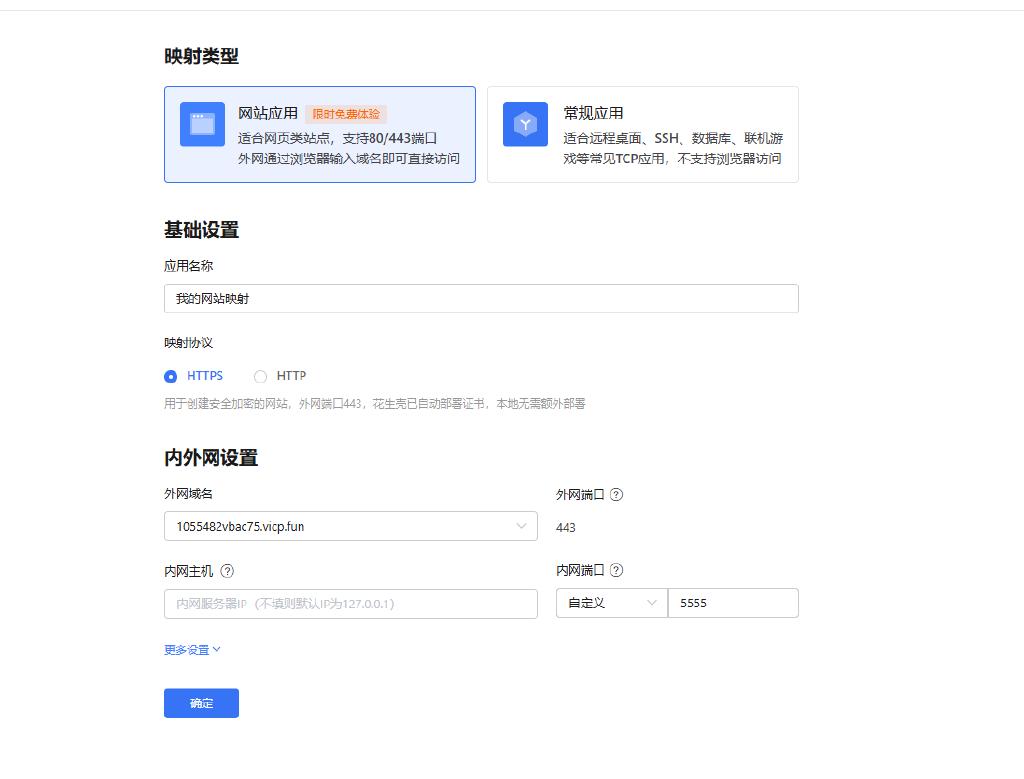 映射类型
网站应用 限时免费体验
适合网页类站点，支持80/443端口
外网通过浏览器输入域名即可直接访问
常规应用
适合远程桌面、SSH、数据库、联机游
戏等常见TCP应用，不支持浏览器访问
基础设置
应用名称
我的网站映射
映射协议
HTTPS HTTP
用于创建安全加密的网站，外网端口443，花生壳已自动部署证书，本地无需额外部署
内外网设置
外网域名
1055482vbac75.vicp.fun
外网端口 ?
443
内网主机 ?
内网服务器IP（不填则默认IP为127.0.0.1）
内网端口 ?
自定义 5555
更多设置
确定